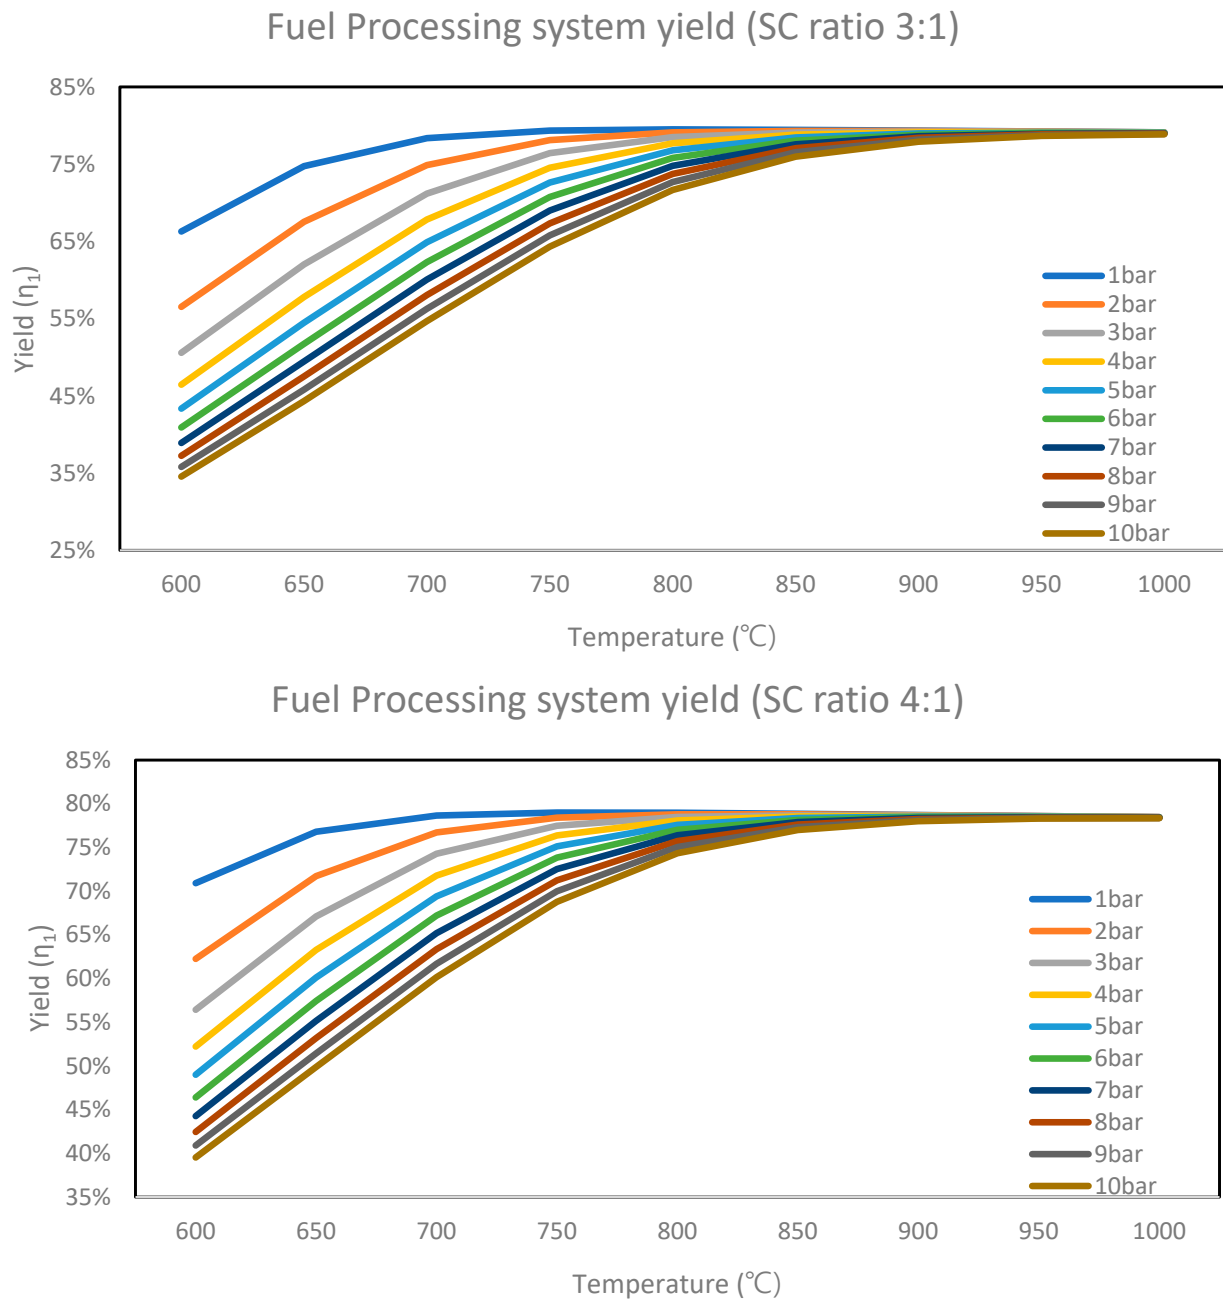 Fuel Processing system yield (SC ratio 3:1)
85%
75%
65%
55%
45%
35%
25%
Yield (η₁)
1bar
2bar
3bar
4bar
5bar
6bar
7bar
8bar
9bar
10bar
600 650 700 750 800 850 900 950 1000
Temperature (℃)
Fuel Processing system yield (SC ratio 4:1)
85%
80%
75%
70%
65%
60%
55%
50%
45%
40%
35%
Yield (η₁)
1bar
2bar
3bar
4bar
5bar
6bar
7bar
8bar
9bar
10bar
600 650 700 750 800 850 900 950 1000
Temperature (℃)